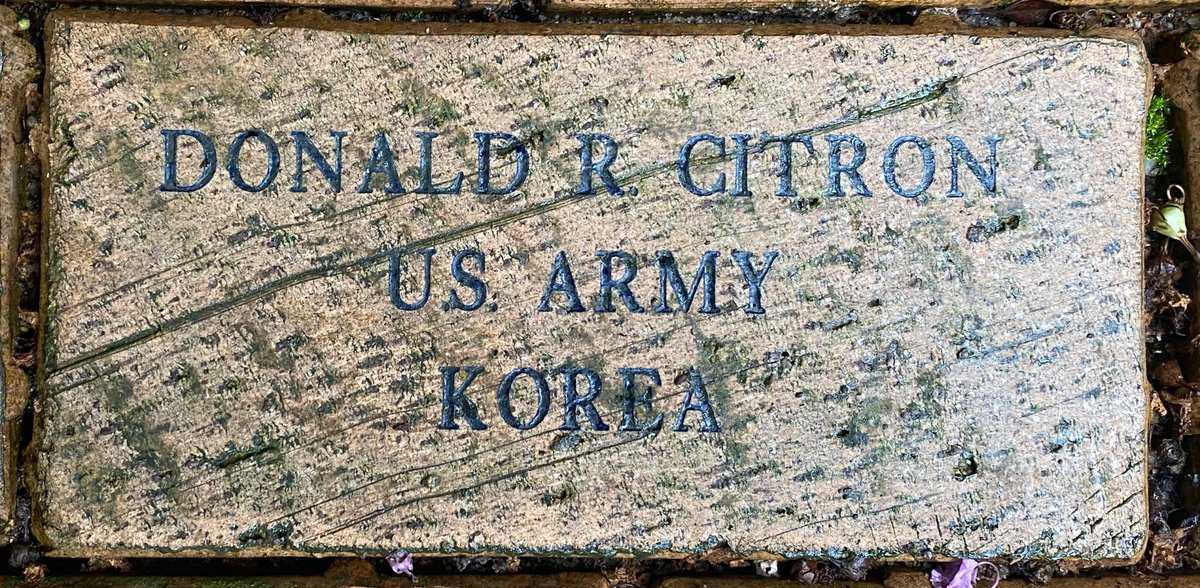 DONALD R. CITRON
U.S. ARMY
KOREA